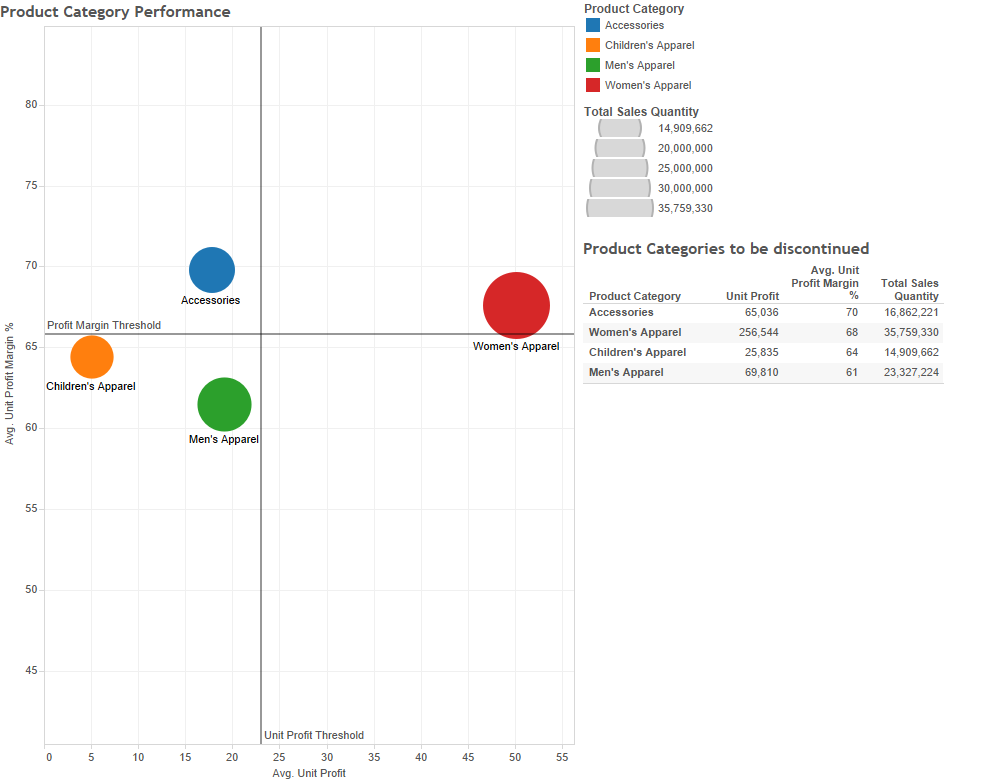 Product Category Performance
80
75
70
65
60
55
50
45
Avg. Unit Profit Margin %
Accessories
Profit Margin Threshold
Women's Apparel
Children's Apparel
Men's Apparel
Unit Profit Threshold
0 5 10 15 20 25 30 35 40 45 50 55
Avg. Unit Profit
Product Category
Accessories
Children's Apparel
Men's Apparel
Women's Apparel
Total Sales Quantity
14,909,662
20,000,000
25,000,000
30,000,000
35,759,330
Product Categories to be discontinued
Avg. Unit
Profit Margin Total Sales
Product Category Unit Profit % Quantity
Accessories 65,036 70 16,862,221
Women's Apparel 256,544 68 35,759,330
Children's Apparel 25,835 64 14,909,662
Men's Apparel 69,810 61 23,327,224